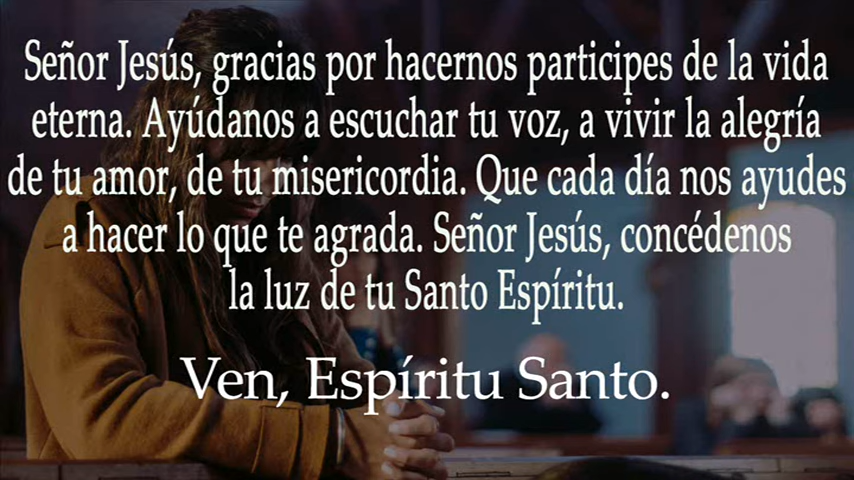 Señor Jesús, gracias por hacernos participes de la vida
eterna. Ayúdanos a escuchar tu voz, a vivir la alegría
de tu amor, de tu misericordia. Que cada día nos ayudes
a hacer lo que te agrada. Señor Jesús, concédenos
la luz de tu Santo Espíritu.
Ven, Espíritu Santo.